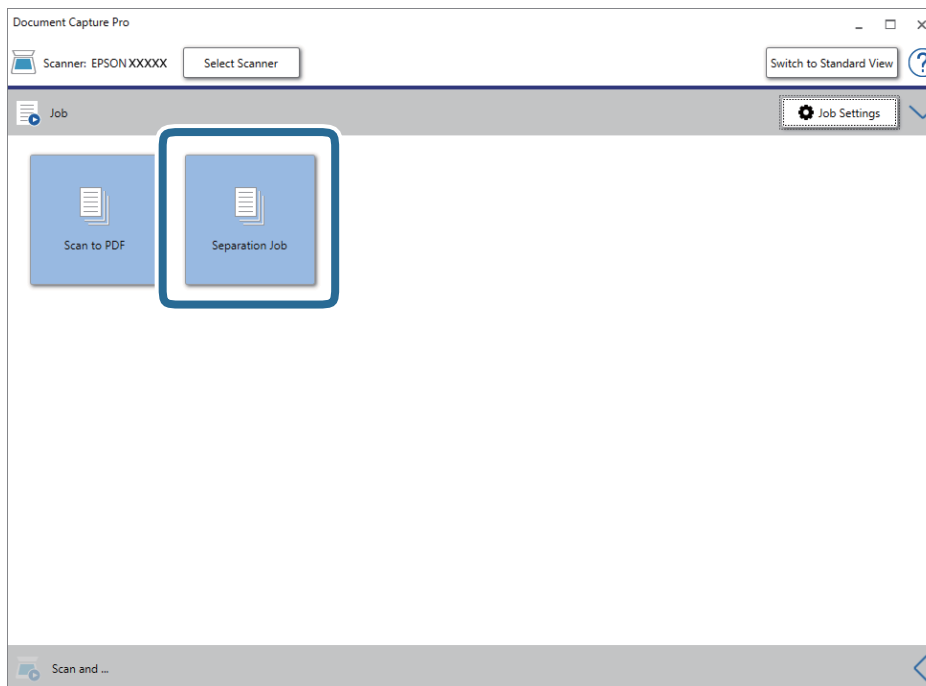 Document Capture Pro
Scanner: EPSON XXXXX
Select Scanner
Switch to Standard View
?
Job
Job Settings
Scan to PDF
Separation Job
Scan and ...